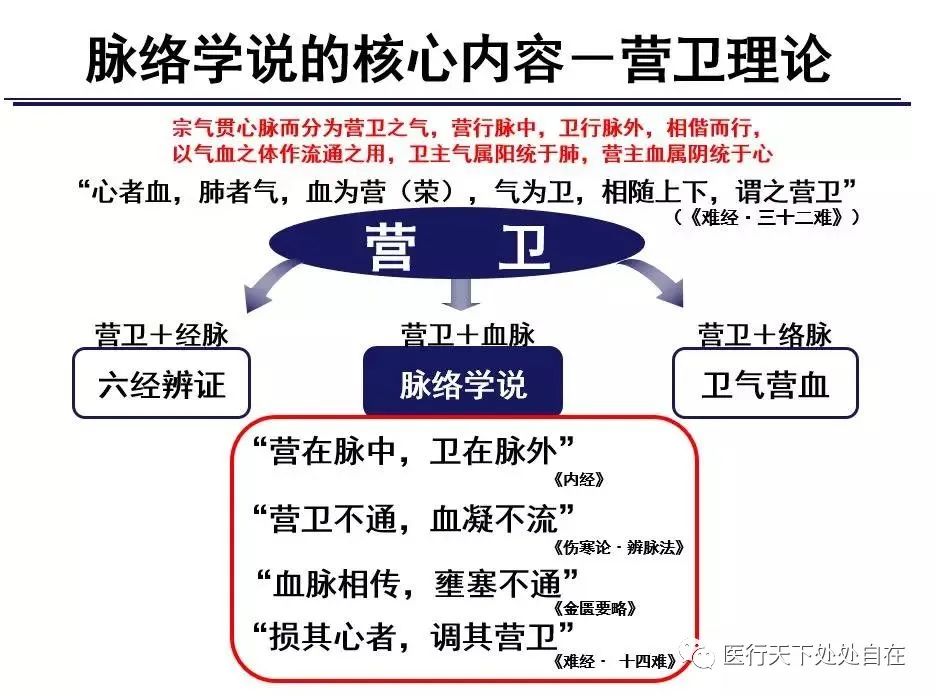 脉络学说的核心内容－营卫理论
宗气贯心脉而分为营卫之气，营行脉中，卫行脉外，相偕而行，
以气血之体作流通之用，卫主气属阳统于肺，营主血属阴统于心
“心者血，肺者气，血为营（荣），气为卫，相随上下，谓之营卫”
（《难经·三十二难》）
营 卫
营卫＋经脉
六经辨证
营卫＋血脉
脉络学说
营卫＋络脉
卫气营血
“营在脉中，卫在脉外”
《内经》
“营卫不通，血凝不流”
《伤寒论·辨脉法》
“血脉相传，壅塞不通”
《金匮要略》
“损其心者，调其营卫”
《难经· 十四难》
医行天下处处自在